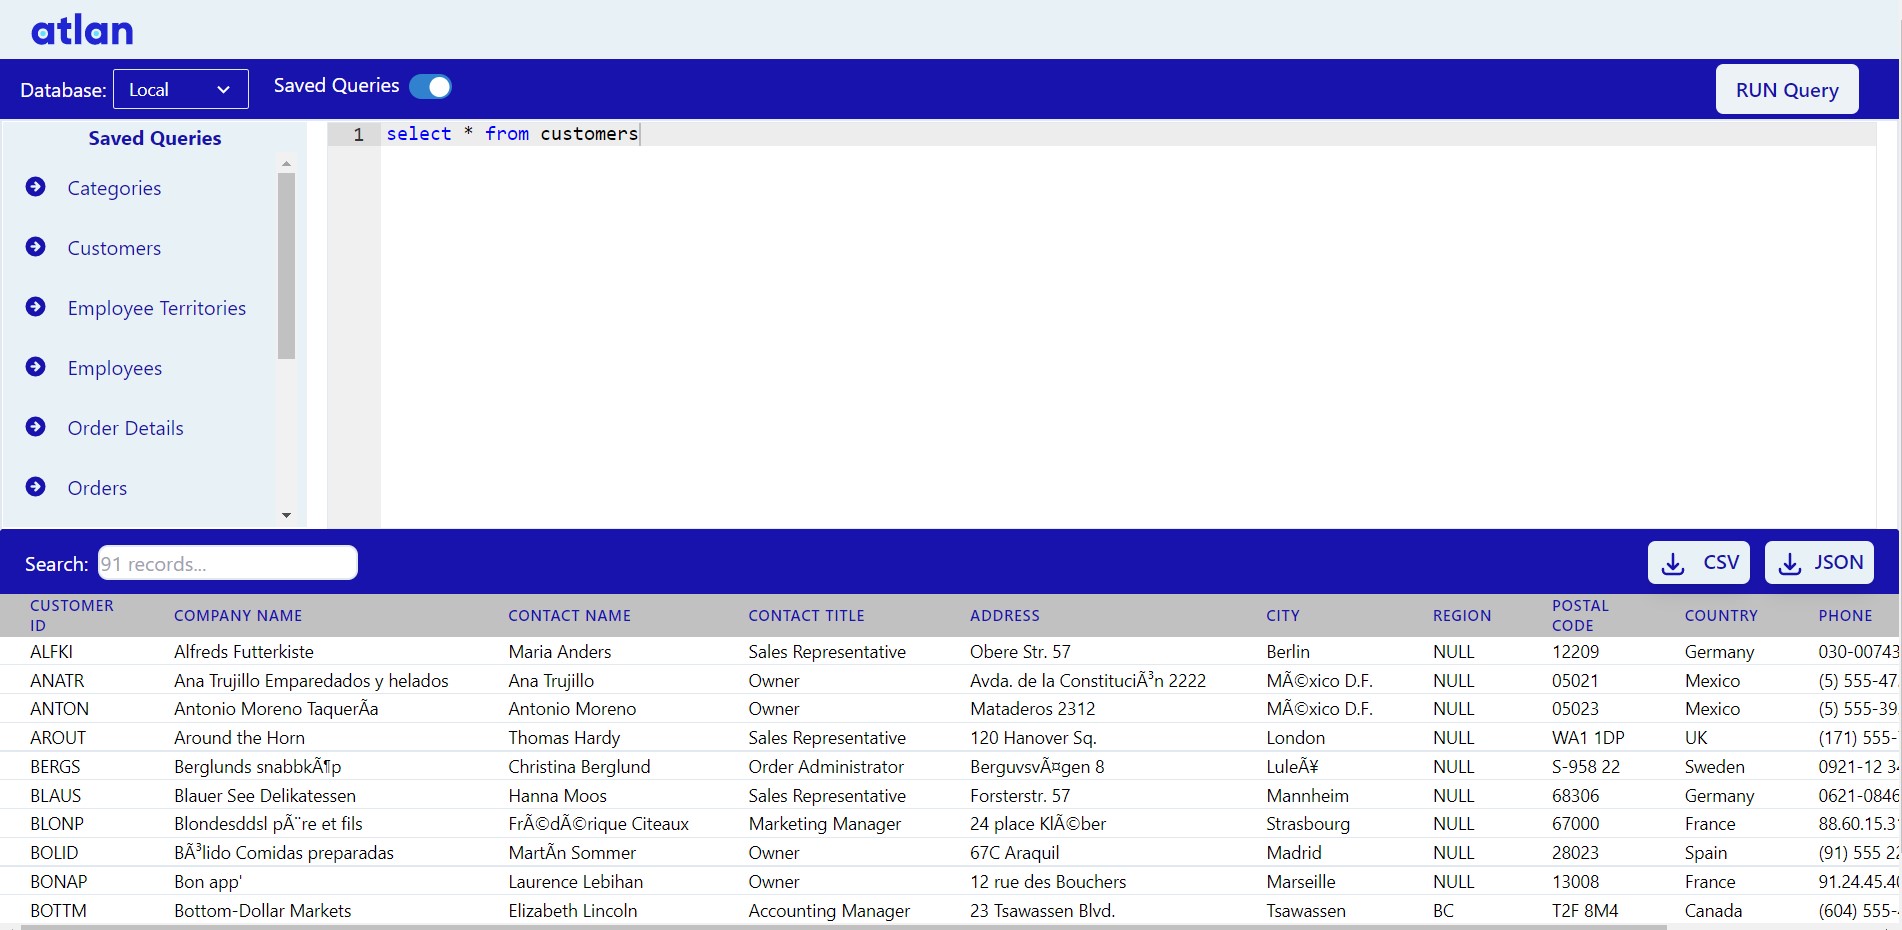 atlan
Database: Local Saved Queries RUN Query
Saved Queries
Categories
Customers
Employee Territories
Employees
Order Details
Orders
1 select * from customers
Search: 91 records... CSV JSON
CUSTOMER ID COMPANY NAME CONTACT NAME CONTACT TITLE ADDRESS CITY REGION POSTAL CODE COUNTRY PHONE
ALFKI Alfreds Futterkiste Maria Anders Sales Representative Obere Str. 57 Berlin NULL 12209 Germany 030-00743
ANATR Ana Trujillo Emparedados y helados Ana Trujillo Owner Avda. de la ConstituciÃ³n 2222 MÃ©xico D.F. NULL 05021 Mexico (5) 555-47
ANTON Antonio Moreno TaquerÃa Antonio Moreno Owner Mataderos 2312 MÃ©xico D.F. NULL 05023 Mexico (5) 555-39
AROUT Around the Horn Thomas Hardy Sales Representative 120 Hanover Sq. London NULL WA1 1DP UK (171) 555-
BERGS Berglunds snabbkÃ¶p Christina Berglund Order Administrator BerguvsvÃ¤gen 8 LuleÃ¥ NULL S-958 22 Sweden 0921-12 34
BLAUS Blauer See Delikatessen Hanna Moos Sales Representative Forsterstr. 57 Mannheim NULL 68306 Germany 0621-0846
BLONP Blondesddsl pÃ¨re et fils FrÃ©dÃ©rique Citeaux Marketing Manager 24 place KlÃ©ber Strasbourg NULL 67000 France 88.60.15.31
BOLID BÃ³lido Comidas preparadas MartÃn Sommer Owner 67C Araquil Madrid NULL 28023 Spain (91) 555 22
BONAP Bon app' Laurence Lebihan Owner 12 rue des Bouchers Marseille NULL 13008 France 91.24.45.40
BOTTM Bottom-Dollar Markets Elizabeth Lincoln Accounting Manager 23 Tsawassen Blvd. Tsawassen BC T2F 8M4 Canada (604) 555-